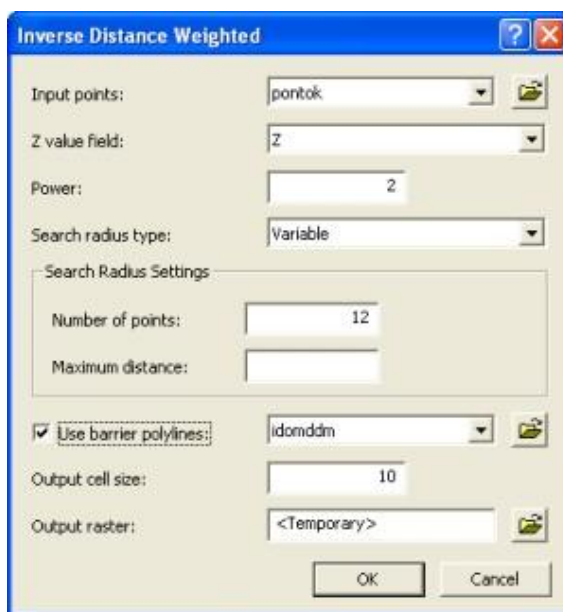 Inverse Distance Weighted
Input points: pontok
Z value field: Z
Power: 2
Search radius type: Variable
Search Radius Settings
Number of points: 12
Maximum distance:
Use barrier polylines: idomddm
Output cell size: 10
Output raster: <Temporary>
OK Cancel